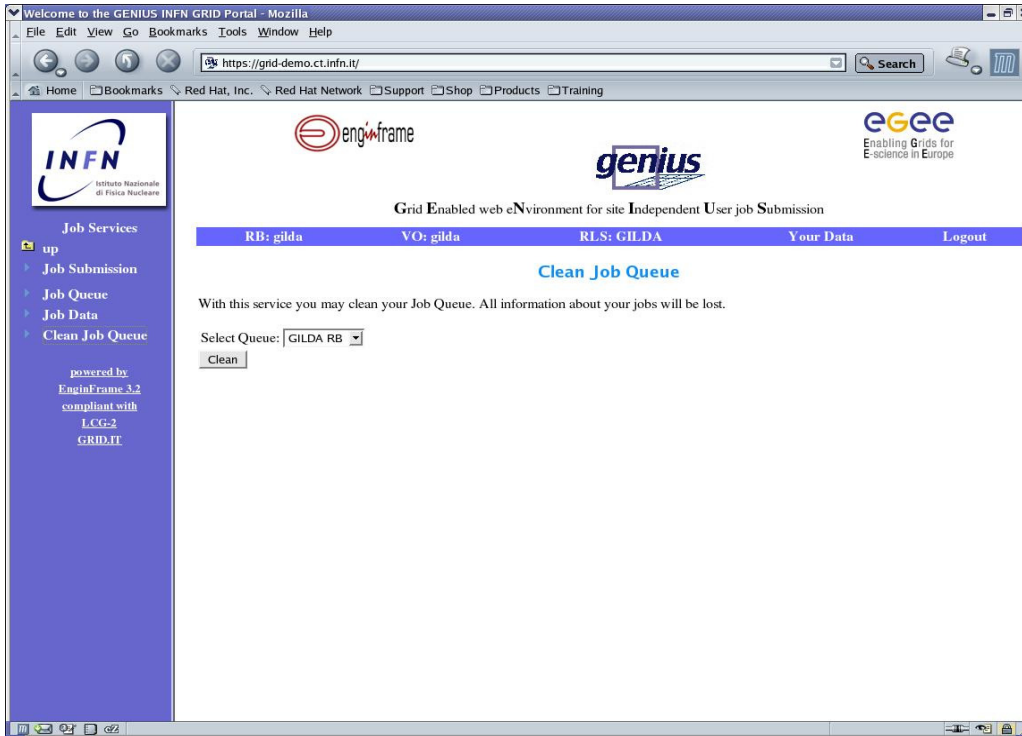 Welcome to the GENIUS INFN GRID Portal - Mozilla
File Edit View Go Bookmarks Tools Window Help
https://grid-demo.ct.infn.it/
Search
Home Bookmarks Red Hat, Inc. Red Hat Network Support Shop Products Training
INFN
Istituto Nazionale
di Fisica Nucleare
enginframe
genius
egee
Enabling Grids for
E-science in Europe
Grid Enabled web eNvironment for site Independent User job Submission
RB: gilda VO: gilda RLS: GILDA Your Data Logout
Job Services
up
Job Submission
Job Queue
Job Data
Clean Job Queue
powered by
EnginFrame 3.2
compliant with
LCG-2
GRID.IT
Clean Job Queue
With this service you may clean your Job Queue. All information about your jobs will be lost.
Select Queue: GILDA RB
Clean